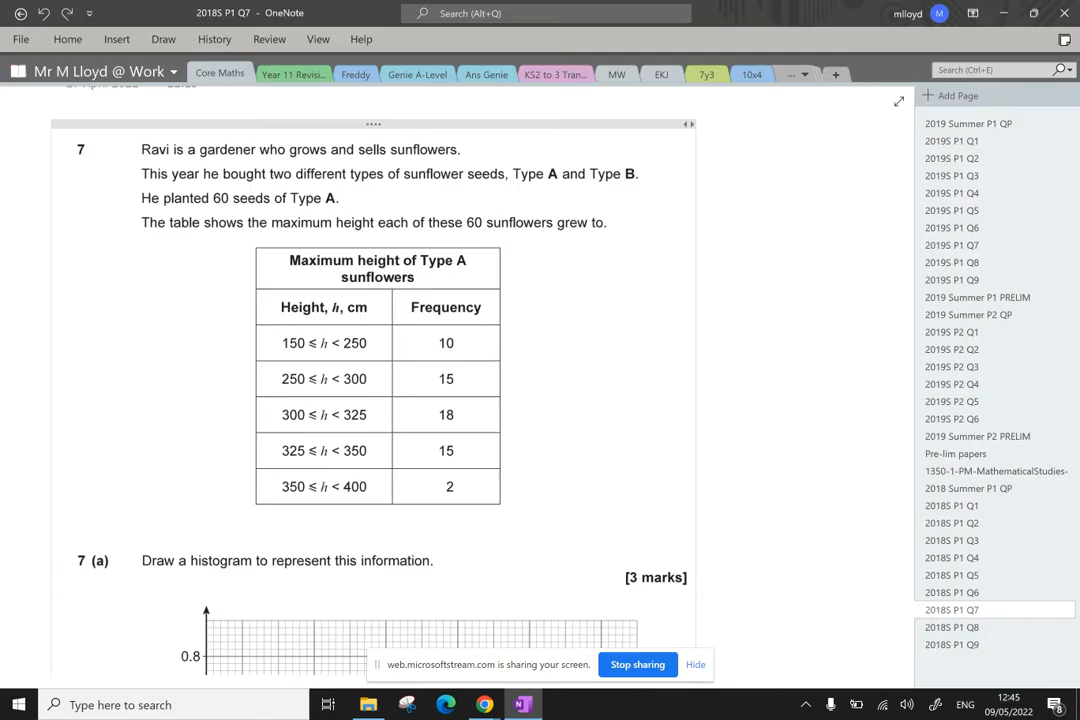 2018S P1 Q7 - OneNote
Search (Alt+Q)
mlloyd
M
File
Home
Insert
Draw
History
Review
View
Help
Mr M Lloyd @ Work
Core Maths
Year 11 Revisi...
Freddy
Genie A-Level
Ans Genie
KS2 to 3 Tran...
MW
EKJ
7y3
10x4
...
+
Search (Ctrl+E)
Add Page
2019 Summer P1 QP
2019S P1 Q1
2019S P1 Q2
2019S P1 Q3
2019S P1 Q4
2019S P1 Q5
2019S P1 Q6
2019S P1 Q7
2019S P1 Q8
2019S P1 Q9
2019 Summer P1 PRELIM
2019 Summer P2 QP
2019S P2 Q1
2019S P2 Q2
2019S P2 Q3
2019S P2 Q4
2019S P2 Q5
2019S P2 Q6
2019 Summer P2 PRELIM
Pre-lim papers
1350-1-PM-MathematicalStudies-
2018 Summer P1 QP
2018S P1 Q1
2018S P1 Q2
2018S P1 Q3
2018S P1 Q4
2018S P1 Q5
2018S P1 Q6
2018S P1 Q7
2018S P1 Q8
2018S P1 Q9
7 Ravi is a gardener who grows and sells sunflowers.
This year he bought two different types of sunflower seeds, Type A and Type B.
He planted 60 seeds of Type A.
The table shows the maximum height each of these 60 sunflowers grew to.
Maximum height of Type A
sunflowers
Height, h, cm Frequency
150 ⩽ h < 250 10
250 ⩽ h < 300 15
300 ⩽ h < 325 18
325 ⩽ h < 350 15
350 ⩽ h < 400 2
7 (a) Draw a histogram to represent this information.
[3 marks]
0.8
web.microsoftstream.com is sharing your screen.
Stop sharing
Hide
Type here to search
ENG
12:45
09/05/2022
8